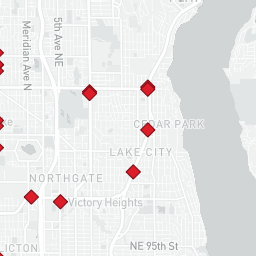 Meridian Ave N
5th Ave NE
CEDAR PARK
LAKE CITY
NORTHGATE
Victory Heights
NE 95th St
ICTON